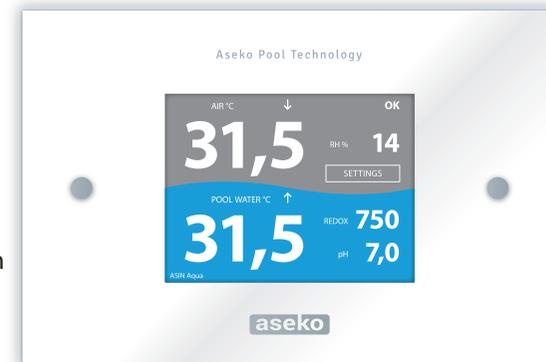 Aseko Pool Technology
AIR °C ↓ OK
31,5 RH % 14
SETTINGS
POOL WATER °C ↑
31,5 REDOX 750
pH 7,0
ASIN Aqua
aseko